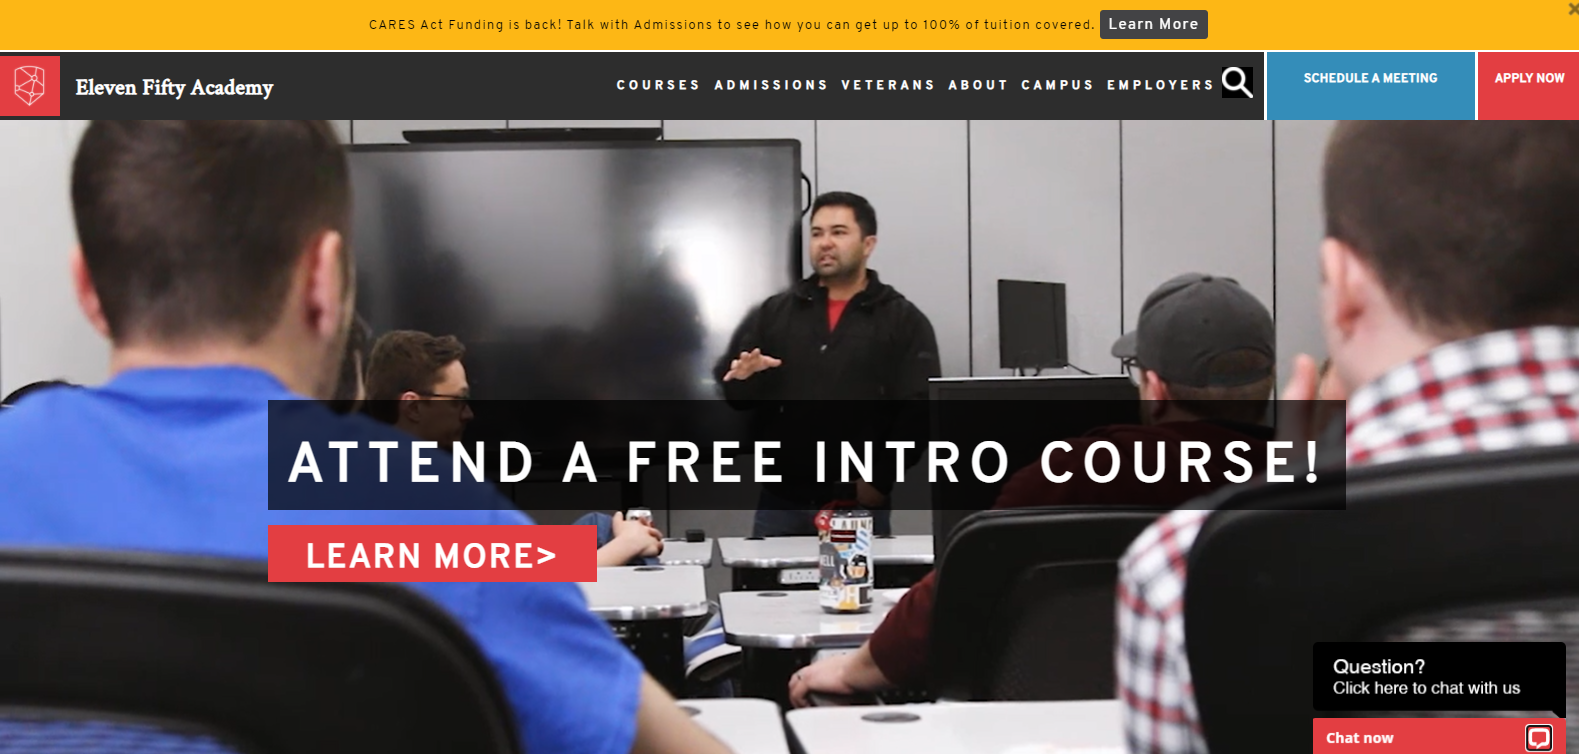 CARES Act Funding is back! Talk with Admissions to see how you can get up to 100% of tuition covered. Learn More
Eleven Fifty Academy
COURSES ADMISSIONS VETERANS ABOUT CAMPUS EMPLOYERS
SCHEDULE A MEETING
APPLY NOW
ATTEND A FREE INTRO COURSE!
LEARN MORE>
Question?
Click here to chat with us
Chat now